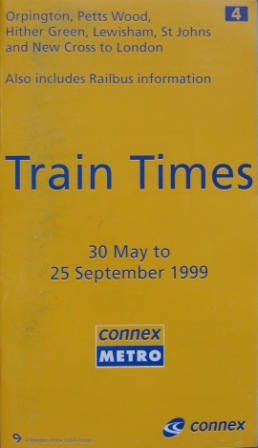 Orpington, Petts Wood,
4
Hither Green, Lewisham, St Johns
and New Cross to London
Also includes Railbus information
Train Times
30 May to
25 September 1999
connex
METRO
connex